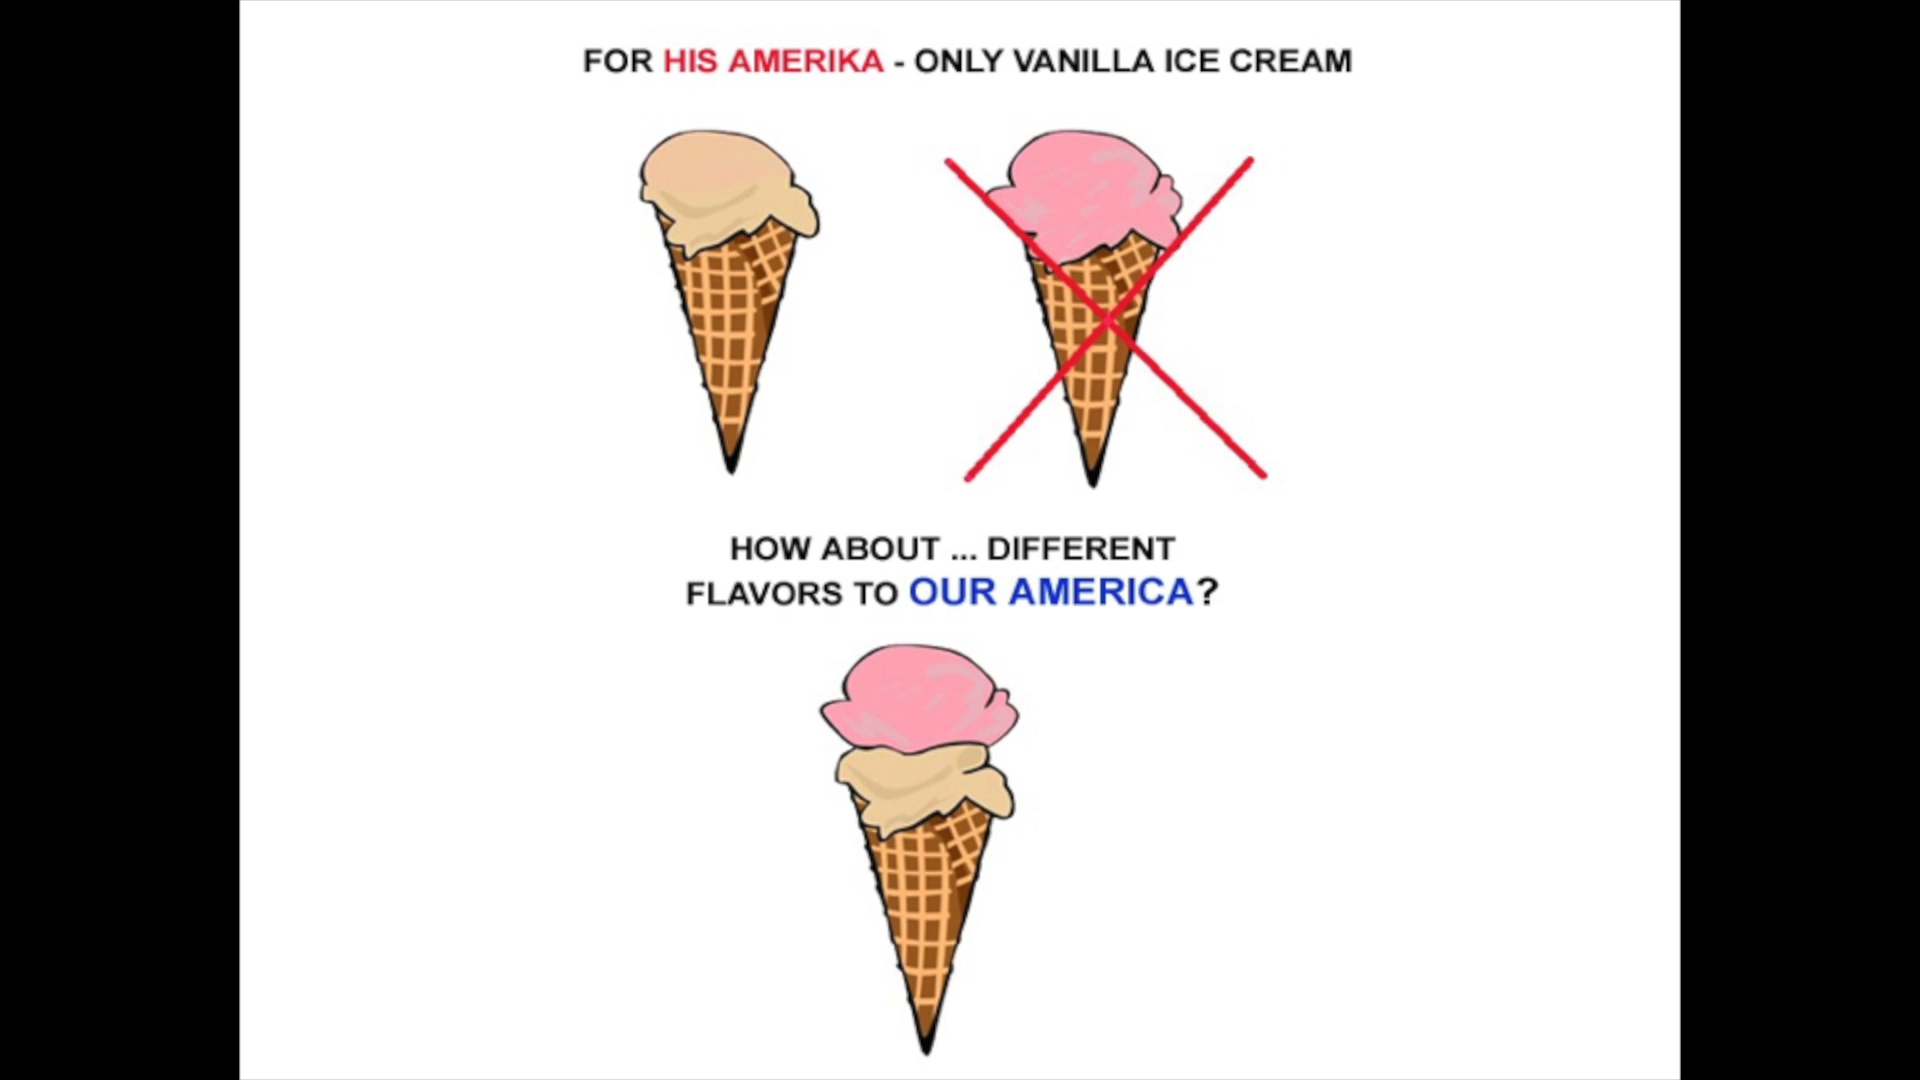 FOR HIS AMERIKA - ONLY VANILLA ICE CREAM
HOW ABOUT ... DIFFERENT
FLAVORS TO OUR AMERICA?